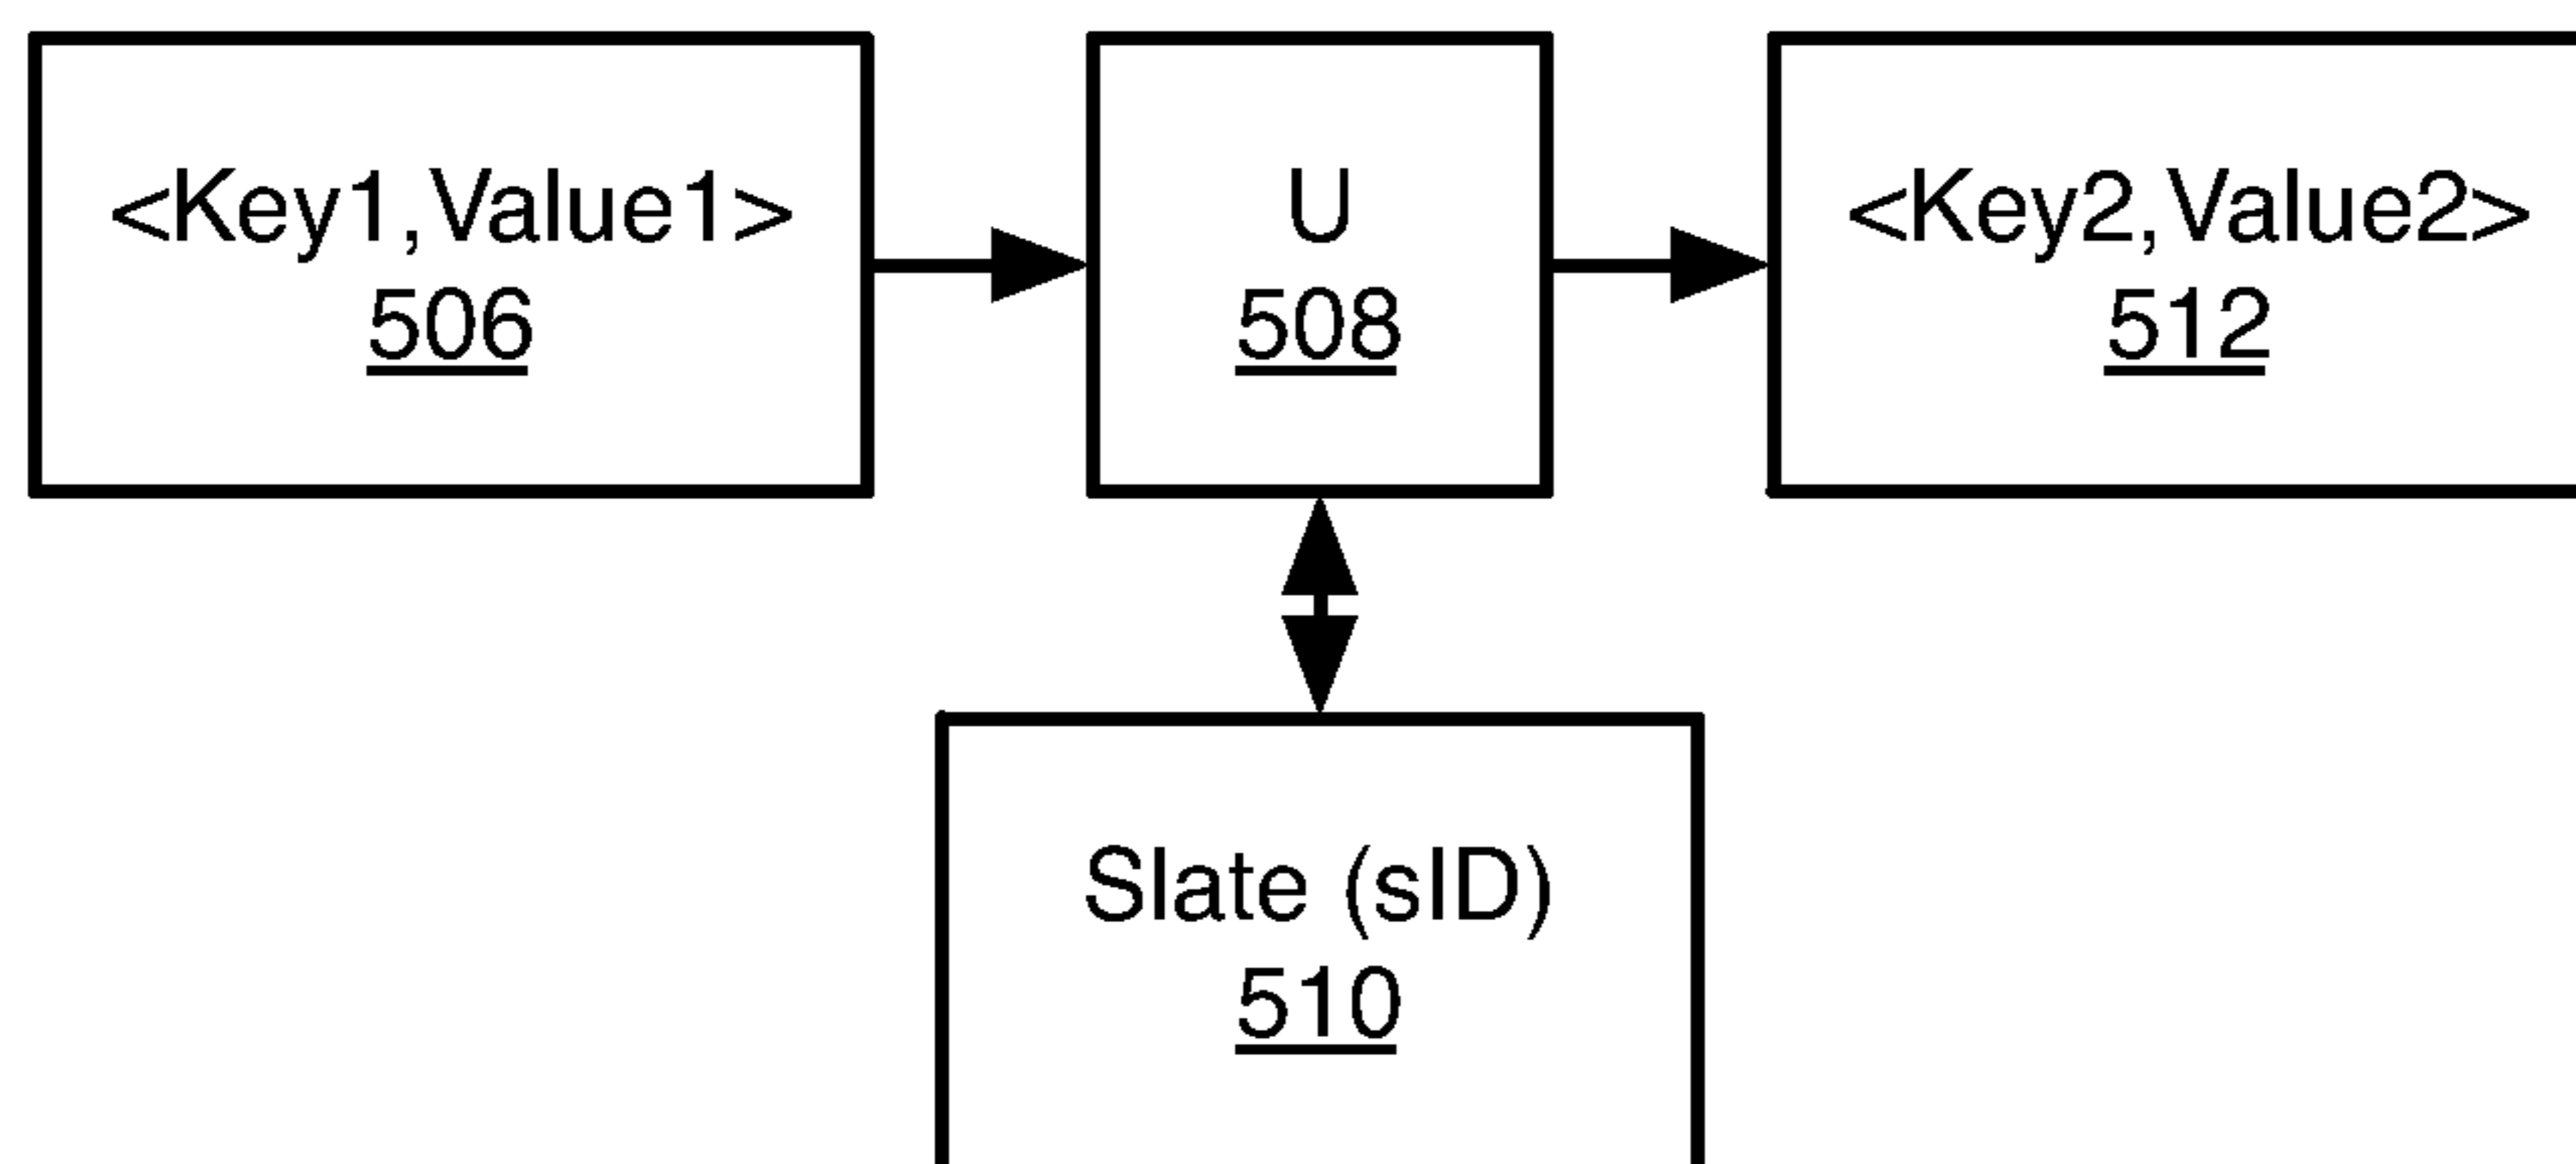 <Key1,Value1>
506
U
508
<Key2,Value2>
512
Slate (sID)
510